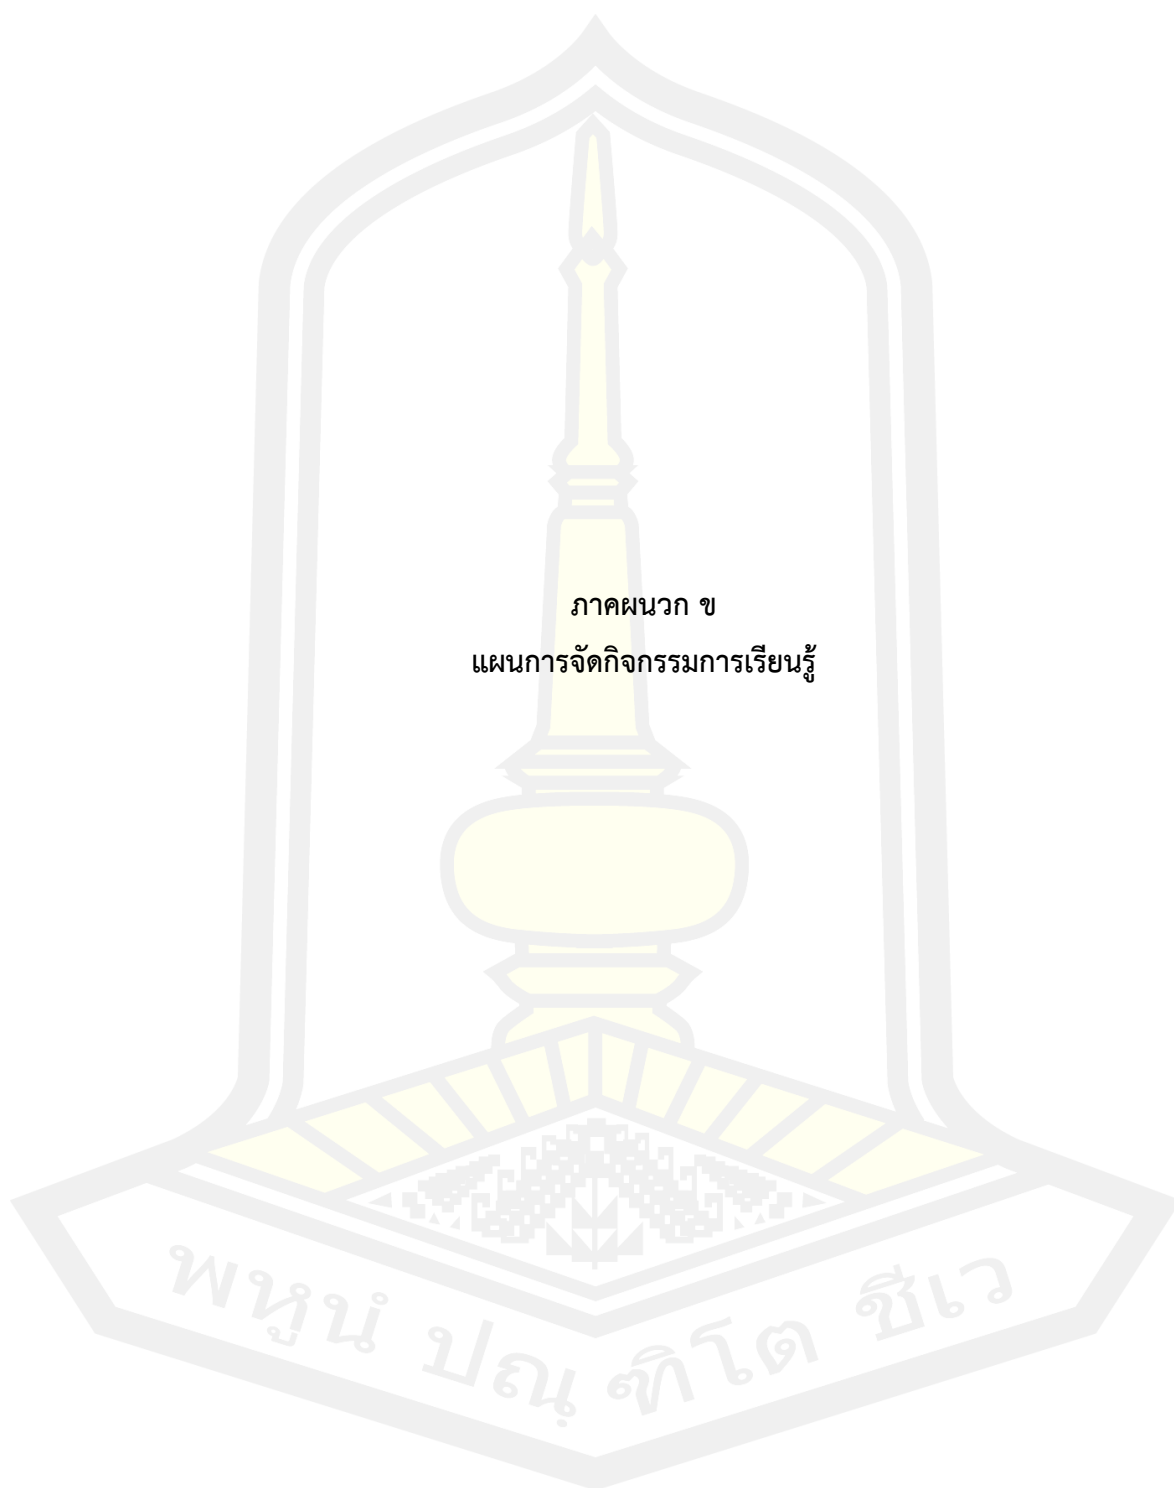 ภาคผนวก ข
แผนการจัดกิจกรรมการเรียนรู้
พหูนํ ปณฺฑิโต ชีเว